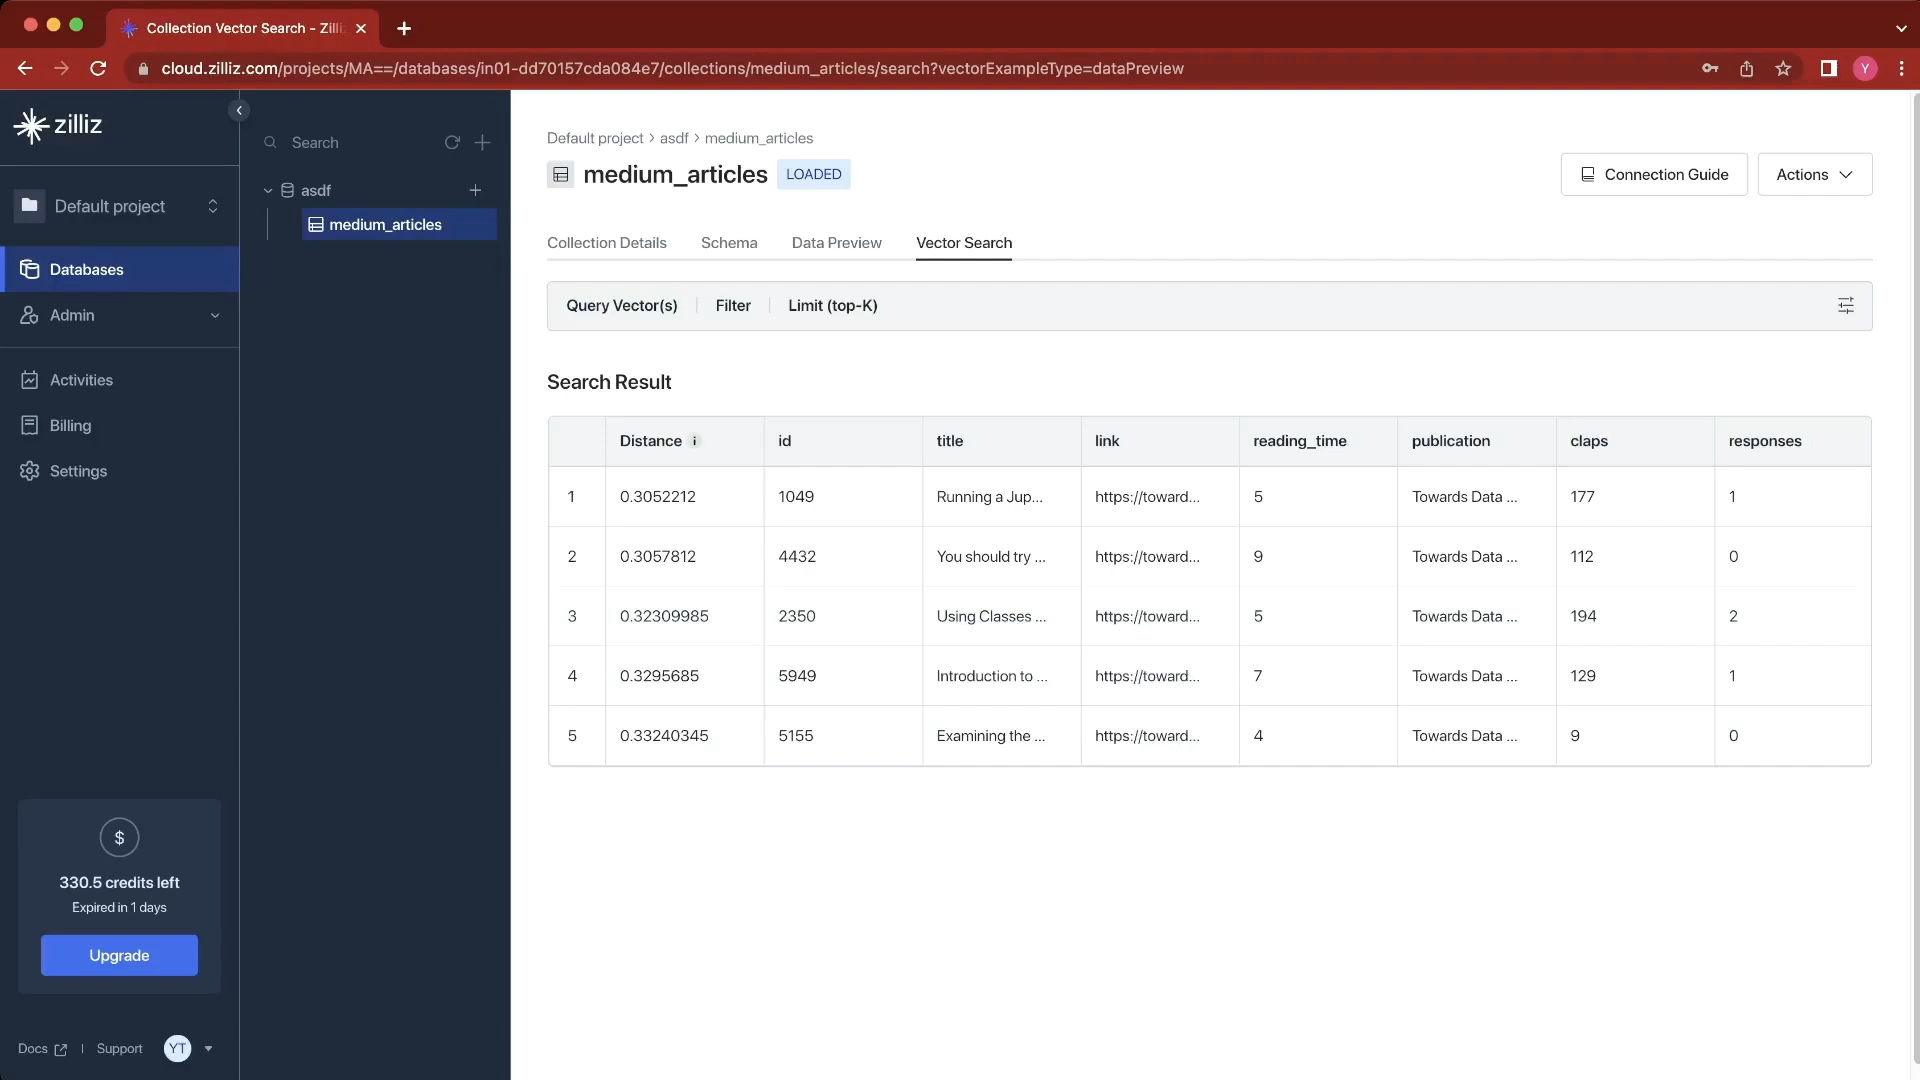 Collection Vector Search - Zilli
cloud.zilliz.com/projects/MA==/databases/in01-dd70157cda084e7/collections/medium_articles/search?vectorExampleType=dataPreview
Y
zilliz
Default project
Databases
Admin
Activities
Billing
Settings
$
330.5 credits left
Expired in 1 days
Upgrade
Docs | Support YT
Search
asdf
medium_articles
Default project > asdf > medium_articles
medium_articles LOADED
Connection Guide Actions
Collection Details Schema Data Preview Vector Search
Query Vector(s) Filter Limit (top-K)
Search Result
Distance i id title link reading_time publication claps responses
1 0.3052212 1049 Running a Jup... https://toward... 5 Towards Data ... 177 1
2 0.3057812 4432 You should try ... https://toward... 9 Towards Data ... 112 0
3 0.32309985 2350 Using Classes ... https://toward... 5 Towards Data ... 194 2
4 0.3295685 5949 Introduction to ... https://toward... 7 Towards Data ... 129 1
5 0.33240345 5155 Examining the ... https://toward... 4 Towards Data ... 9 0